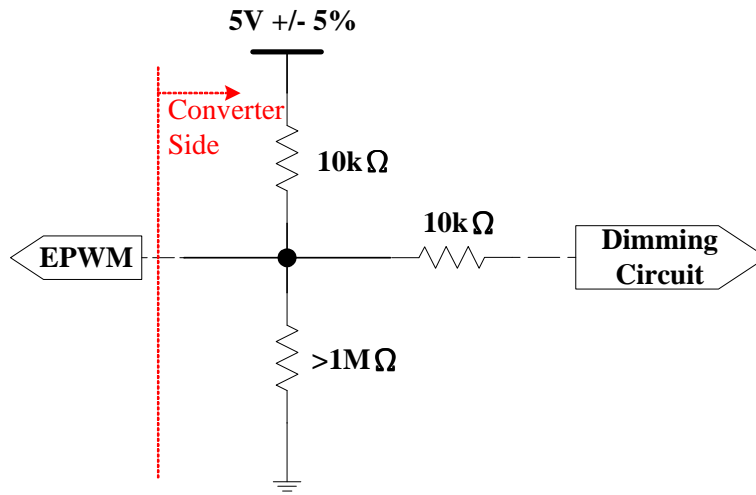 5V +/- 5%
Converter
Side
10kΩ
10kΩ
EPWM
Dimming
Circuit
>1MΩ